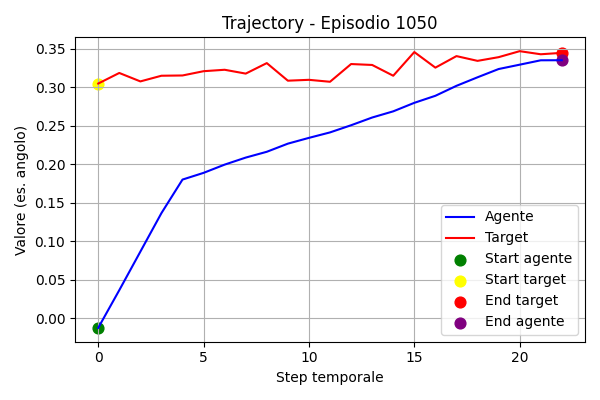 Trajectory - Episodio 1050
Valore (es. angolo)
0.35
0.30
0.25
0.20
0.15
0.10
0.05
0.00
0
5
10
15
20
Step temporale
Agente
Target
Start agente
Start target
End target
End agente